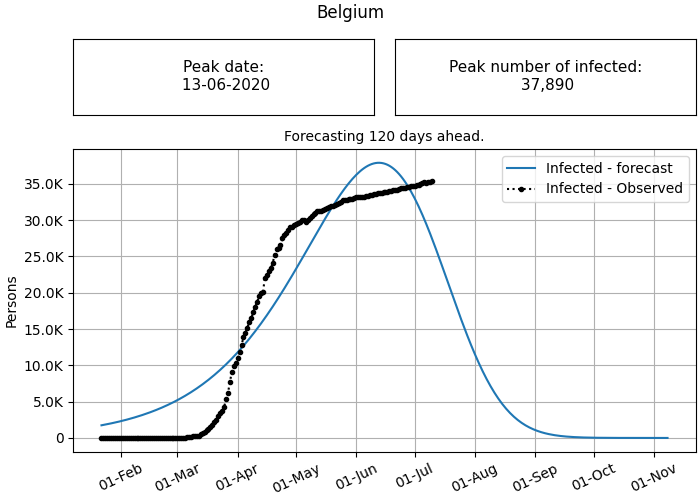 Belgium
Peak date:
13-06-2020
Peak number of infected:
37,890
Forecasting 120 days ahead.
Infected - forecast
Infected - Observed
Persons
35.0K
30.0K
25.0K
20.0K
15.0K
10.0K
5.0K
0
01-Feb
01-Mar
01-Apr
01-May
01-Jun
01-Jul
01-Aug
01-Sep
01-Oct
01-Nov